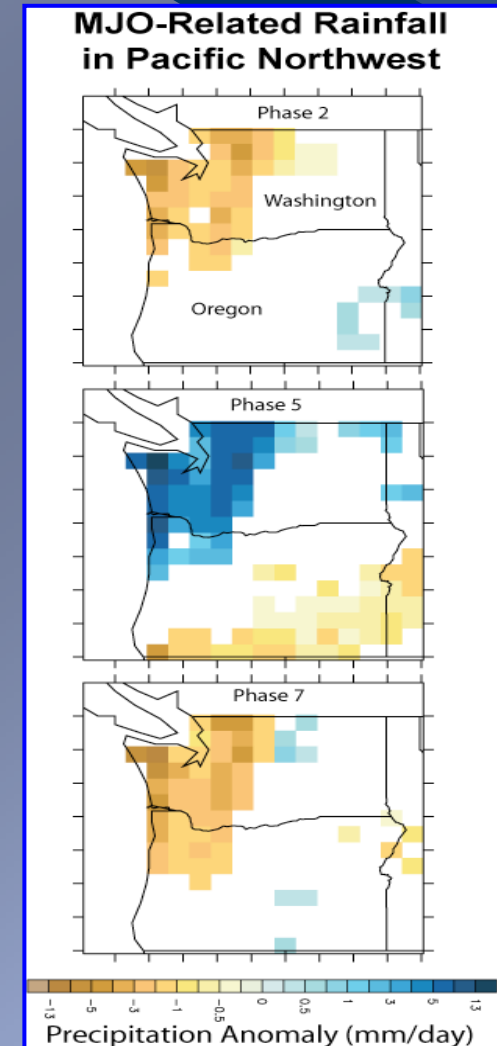 MJO-Related Rainfall
in Pacific Northwest
Phase 2
Washington
Oregon
Phase 5
Phase 7
-13 -5 -3 -1 -0.5 0 0.5 1 3 5 13
Precipitation Anomaly (mm/day)